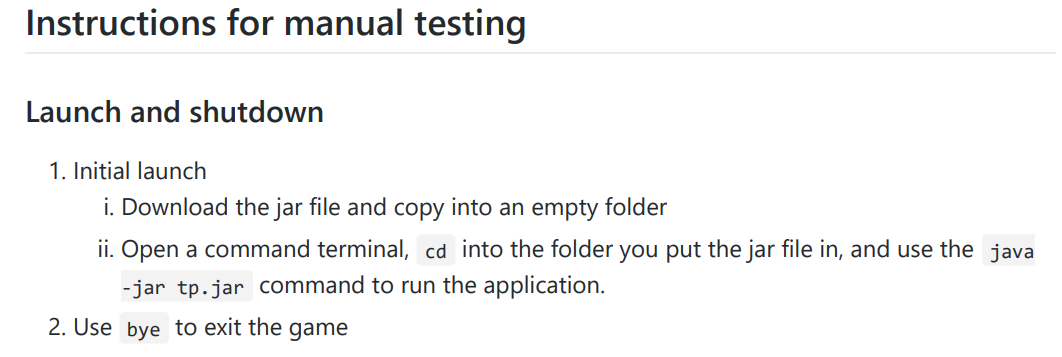 Instructions for manual testing
Launch and shutdown
1. Initial launch
i. Download the jar file and copy into an empty folder
ii. Open a command terminal, cd into the folder you put the jar file in, and use the java
-jar tp.jar command to run the application.
2. Use bye to exit the game